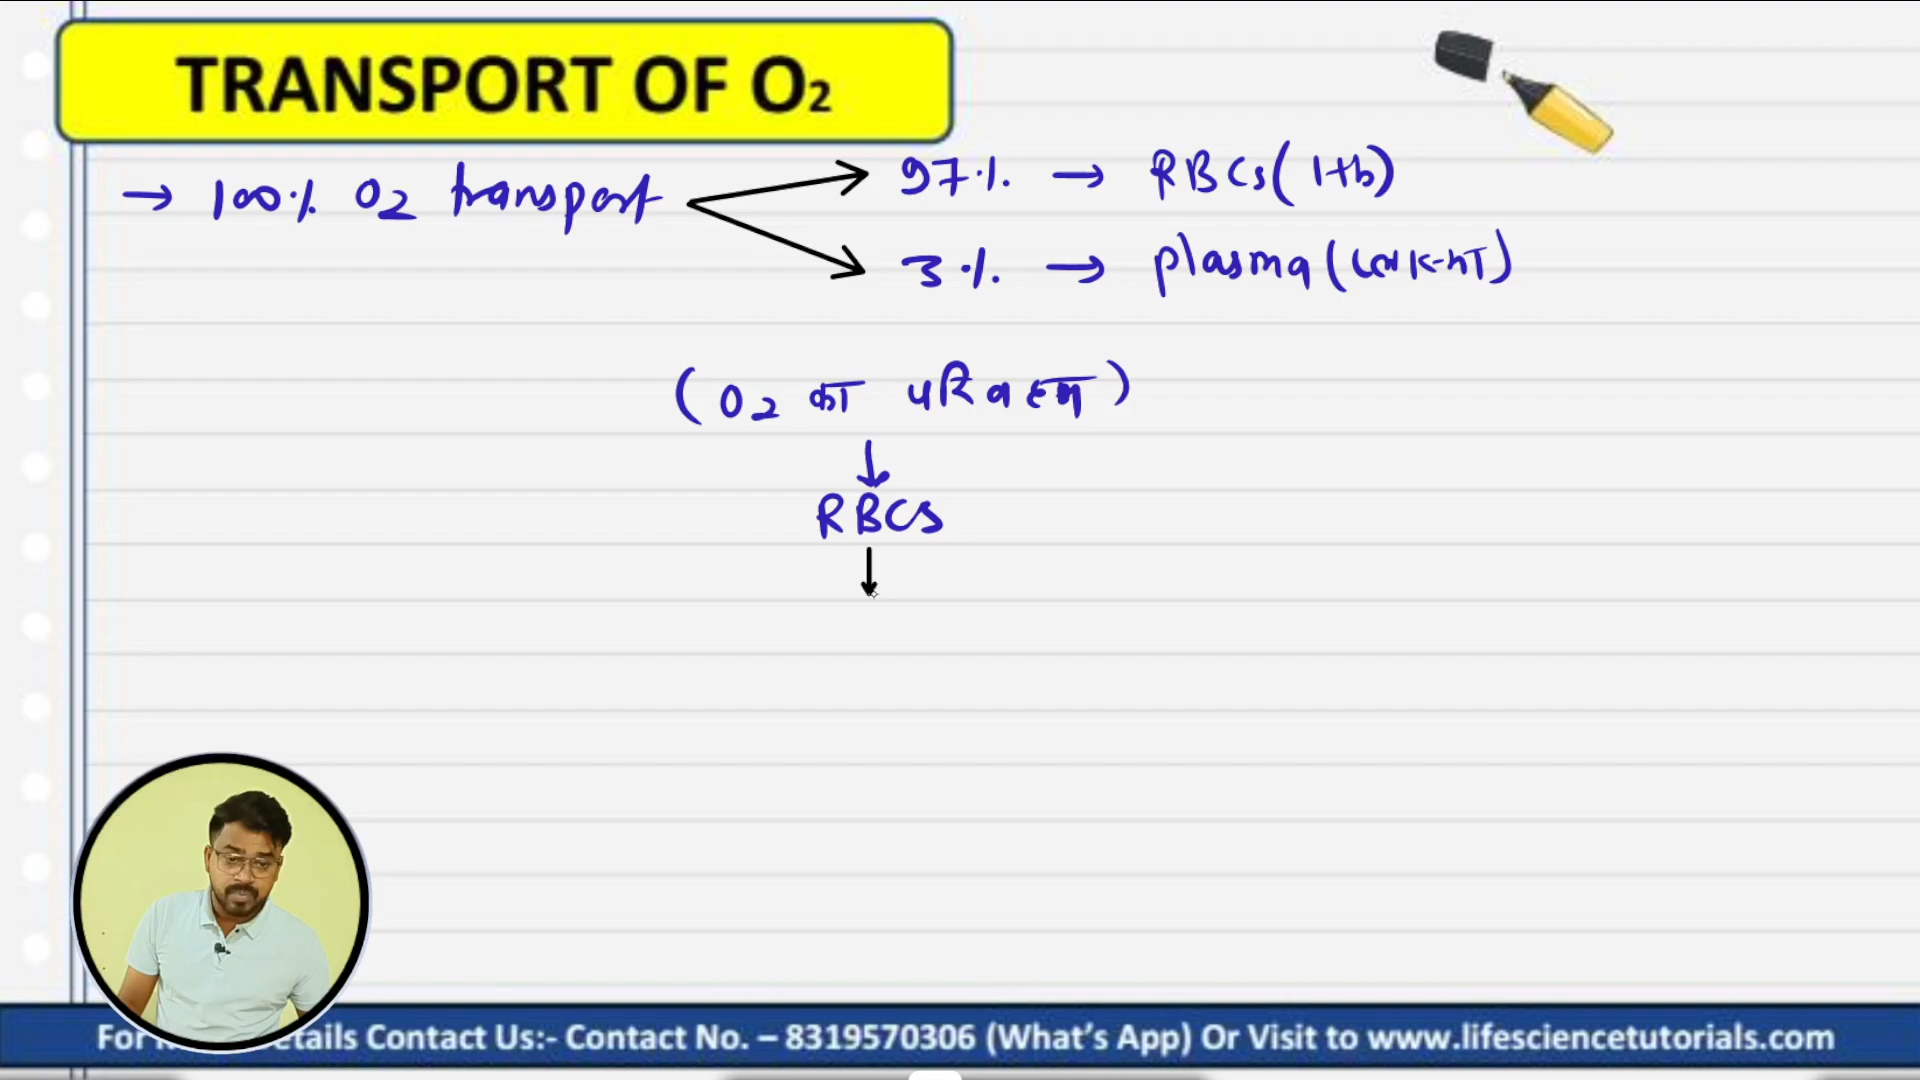 TRANSPORT OF O₂
→ 100% O2 transport
97% → RBCs (Hb)
3% → plasma (
(O2 का परिवहन)
↓
RBCs
↓
For M etails Contact Us:- Contact No. – 8319570306 (What's App) Or Visit to www.lifesciencetutorials.com